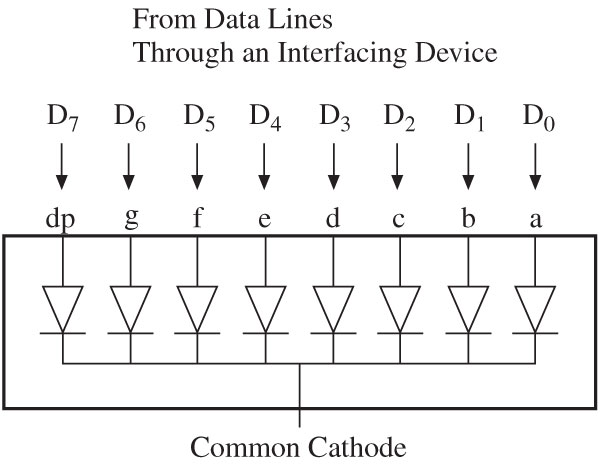 From Data Lines
Through an Interfacing Device
D₇ D₆ D₅ D₄ D₃ D₂ D₁ D₀
dp g f e d c b a
Common Cathode